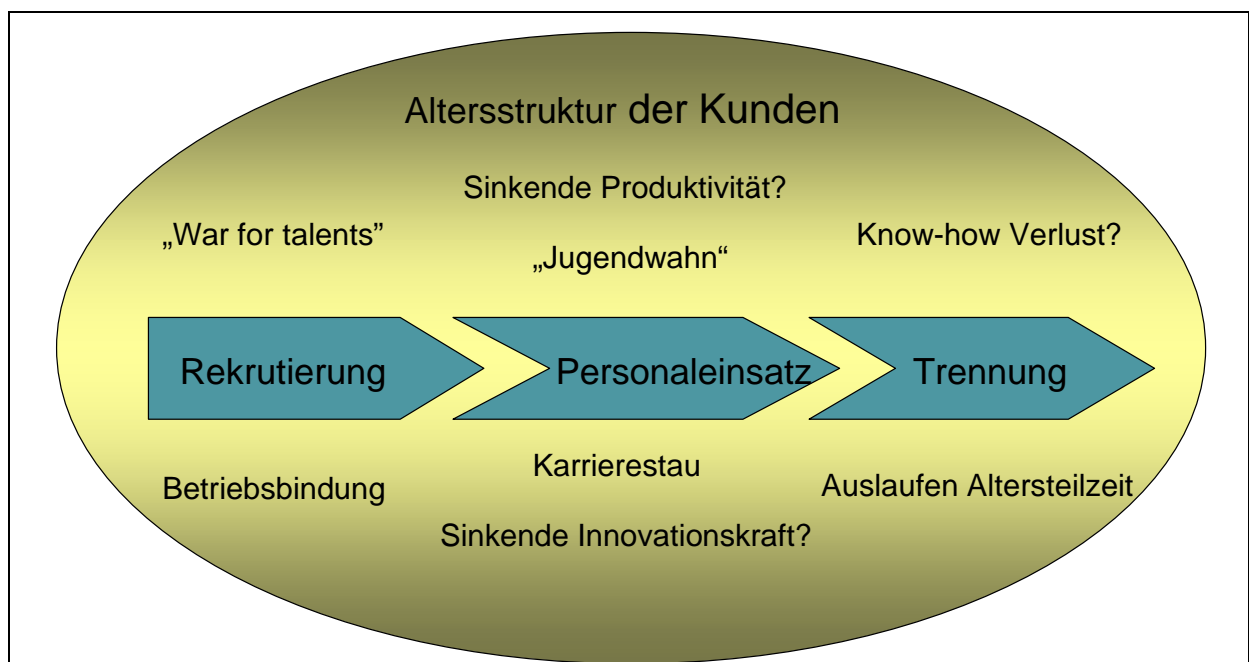 Altersstruktur der Kunden
Sinkende Produktivität?
„War for talents”
Know-how Verlust?
„Jugendwahn“
Rekrutierung
Personaleinsatz
Trennung
Karrierestau
Betriebsbindung
Auslaufen Altersteilzeit
Sinkende Innovationskraft?